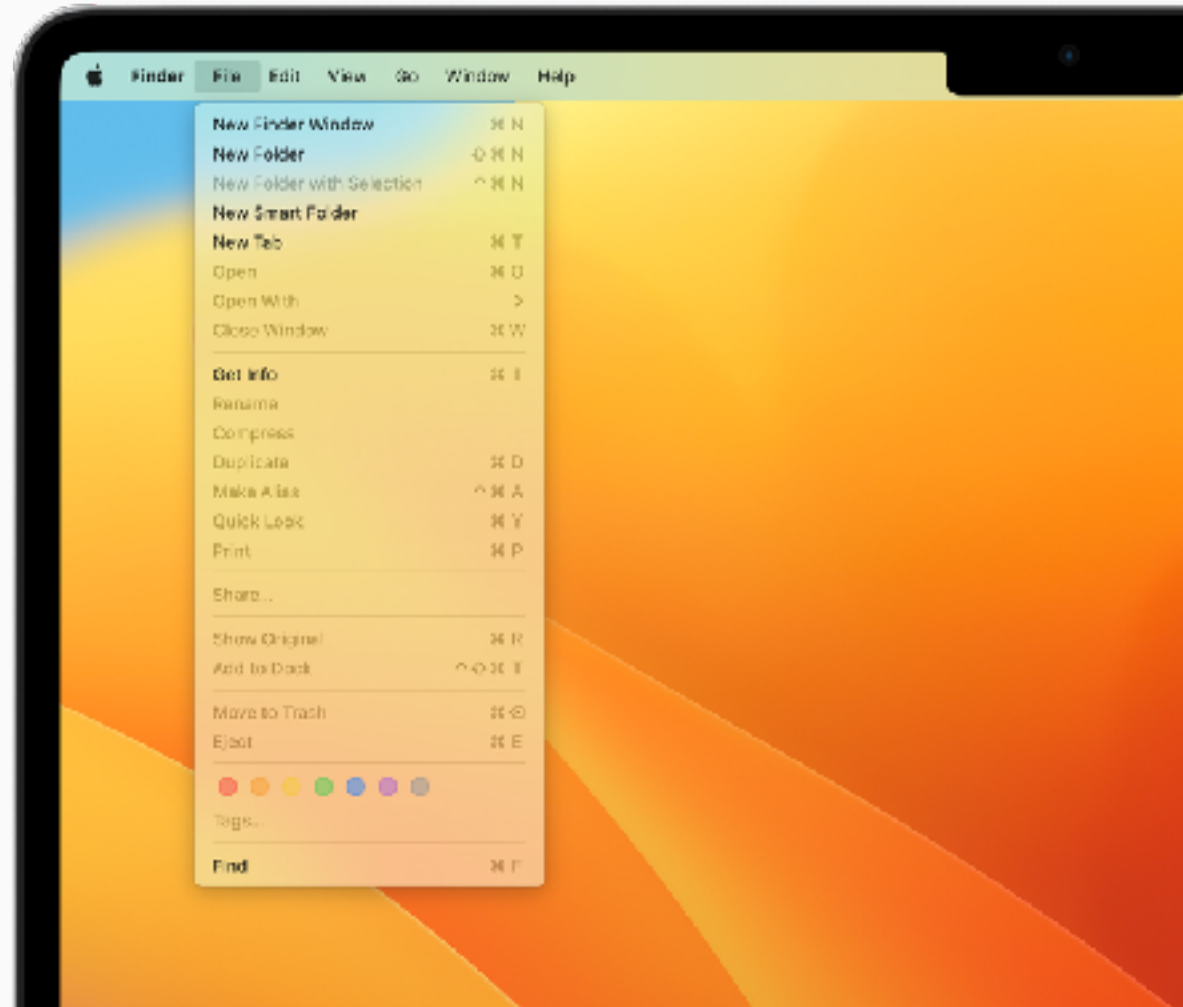 Finder File Edit View Go Window Help
New Finder Window ⌘ N
New Folder ⇧ ⌘ N
New Folder with Selection ^ ⌘ N
New Smart Folder
New Tab ⌘ T
Open ⌘ O
Open With >
Close Window ⌘ W
Get Info ⌘ I
Rename
Compress
Duplicate ⌘ D
Make Alias ^ ⌘ A
Quick Look ⌘ Y
Print ⌘ P
Share...
Show Original ⌘ R
Add to Dock ^ ⇧ ⌘ T
Move to Trash ⌘ ⌫
Eject ⌘ E
Tags...
Find ⌘ F